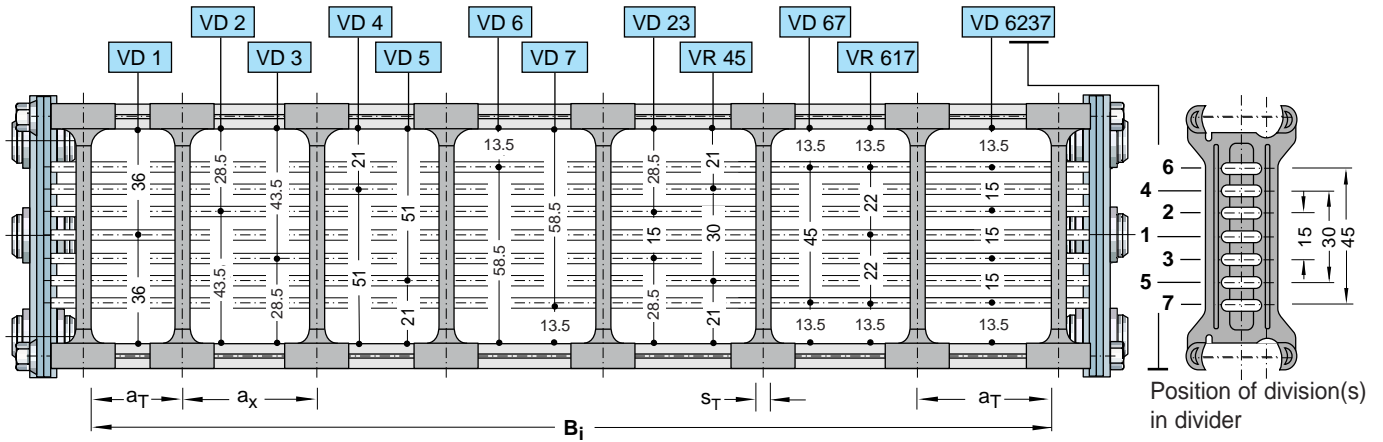 VD 2 VD 4 VD 6 VD 23 VD 67 VD 6237
VD 1 VD 3 VD 5 VD 7 VR 45 VR 617
13.5 13.5 13.5 13.5
36 28.5 43.5 21 51 58.5 58.5 28.5 21 45 22 15
15 30 15
36 43.5 28.5 51 21 28.5 21 22 15
13.5 13.5 13.5 13.5
6
4
2
1
3
5
7
15 30 45
aT ax sT aT
Bi
Position of division(s)
in divider